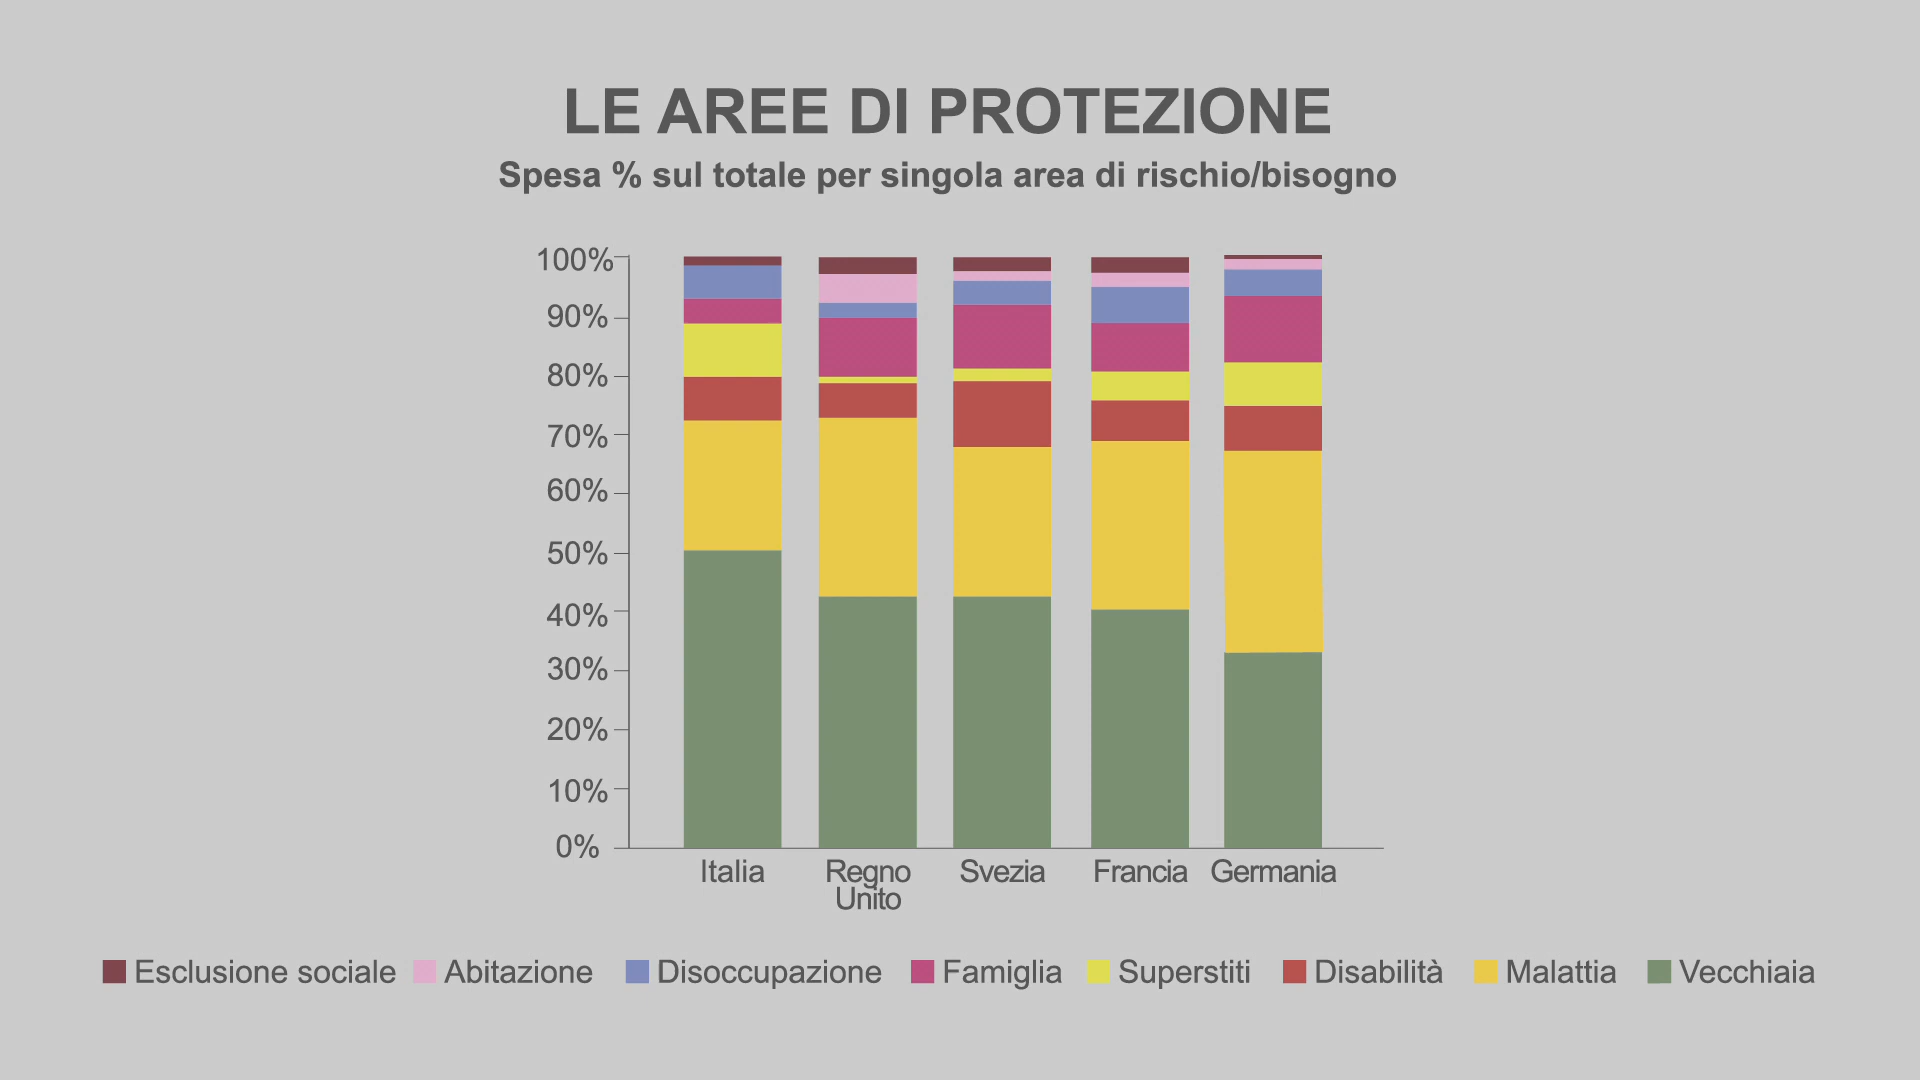 LE AREE DI PROTEZIONE
Spesa % sul totale per singola area di rischio/bisogno
100%
90%
80%
70%
60%
50%
40%
30%
20%
10%
0%
Italia
Regno
Unito
Svezia
Francia
Germania
Esclusione sociale
Abitazione
Disoccupazione
Famiglia
Superstiti
Disabilità
Malattia
Vecchiaia